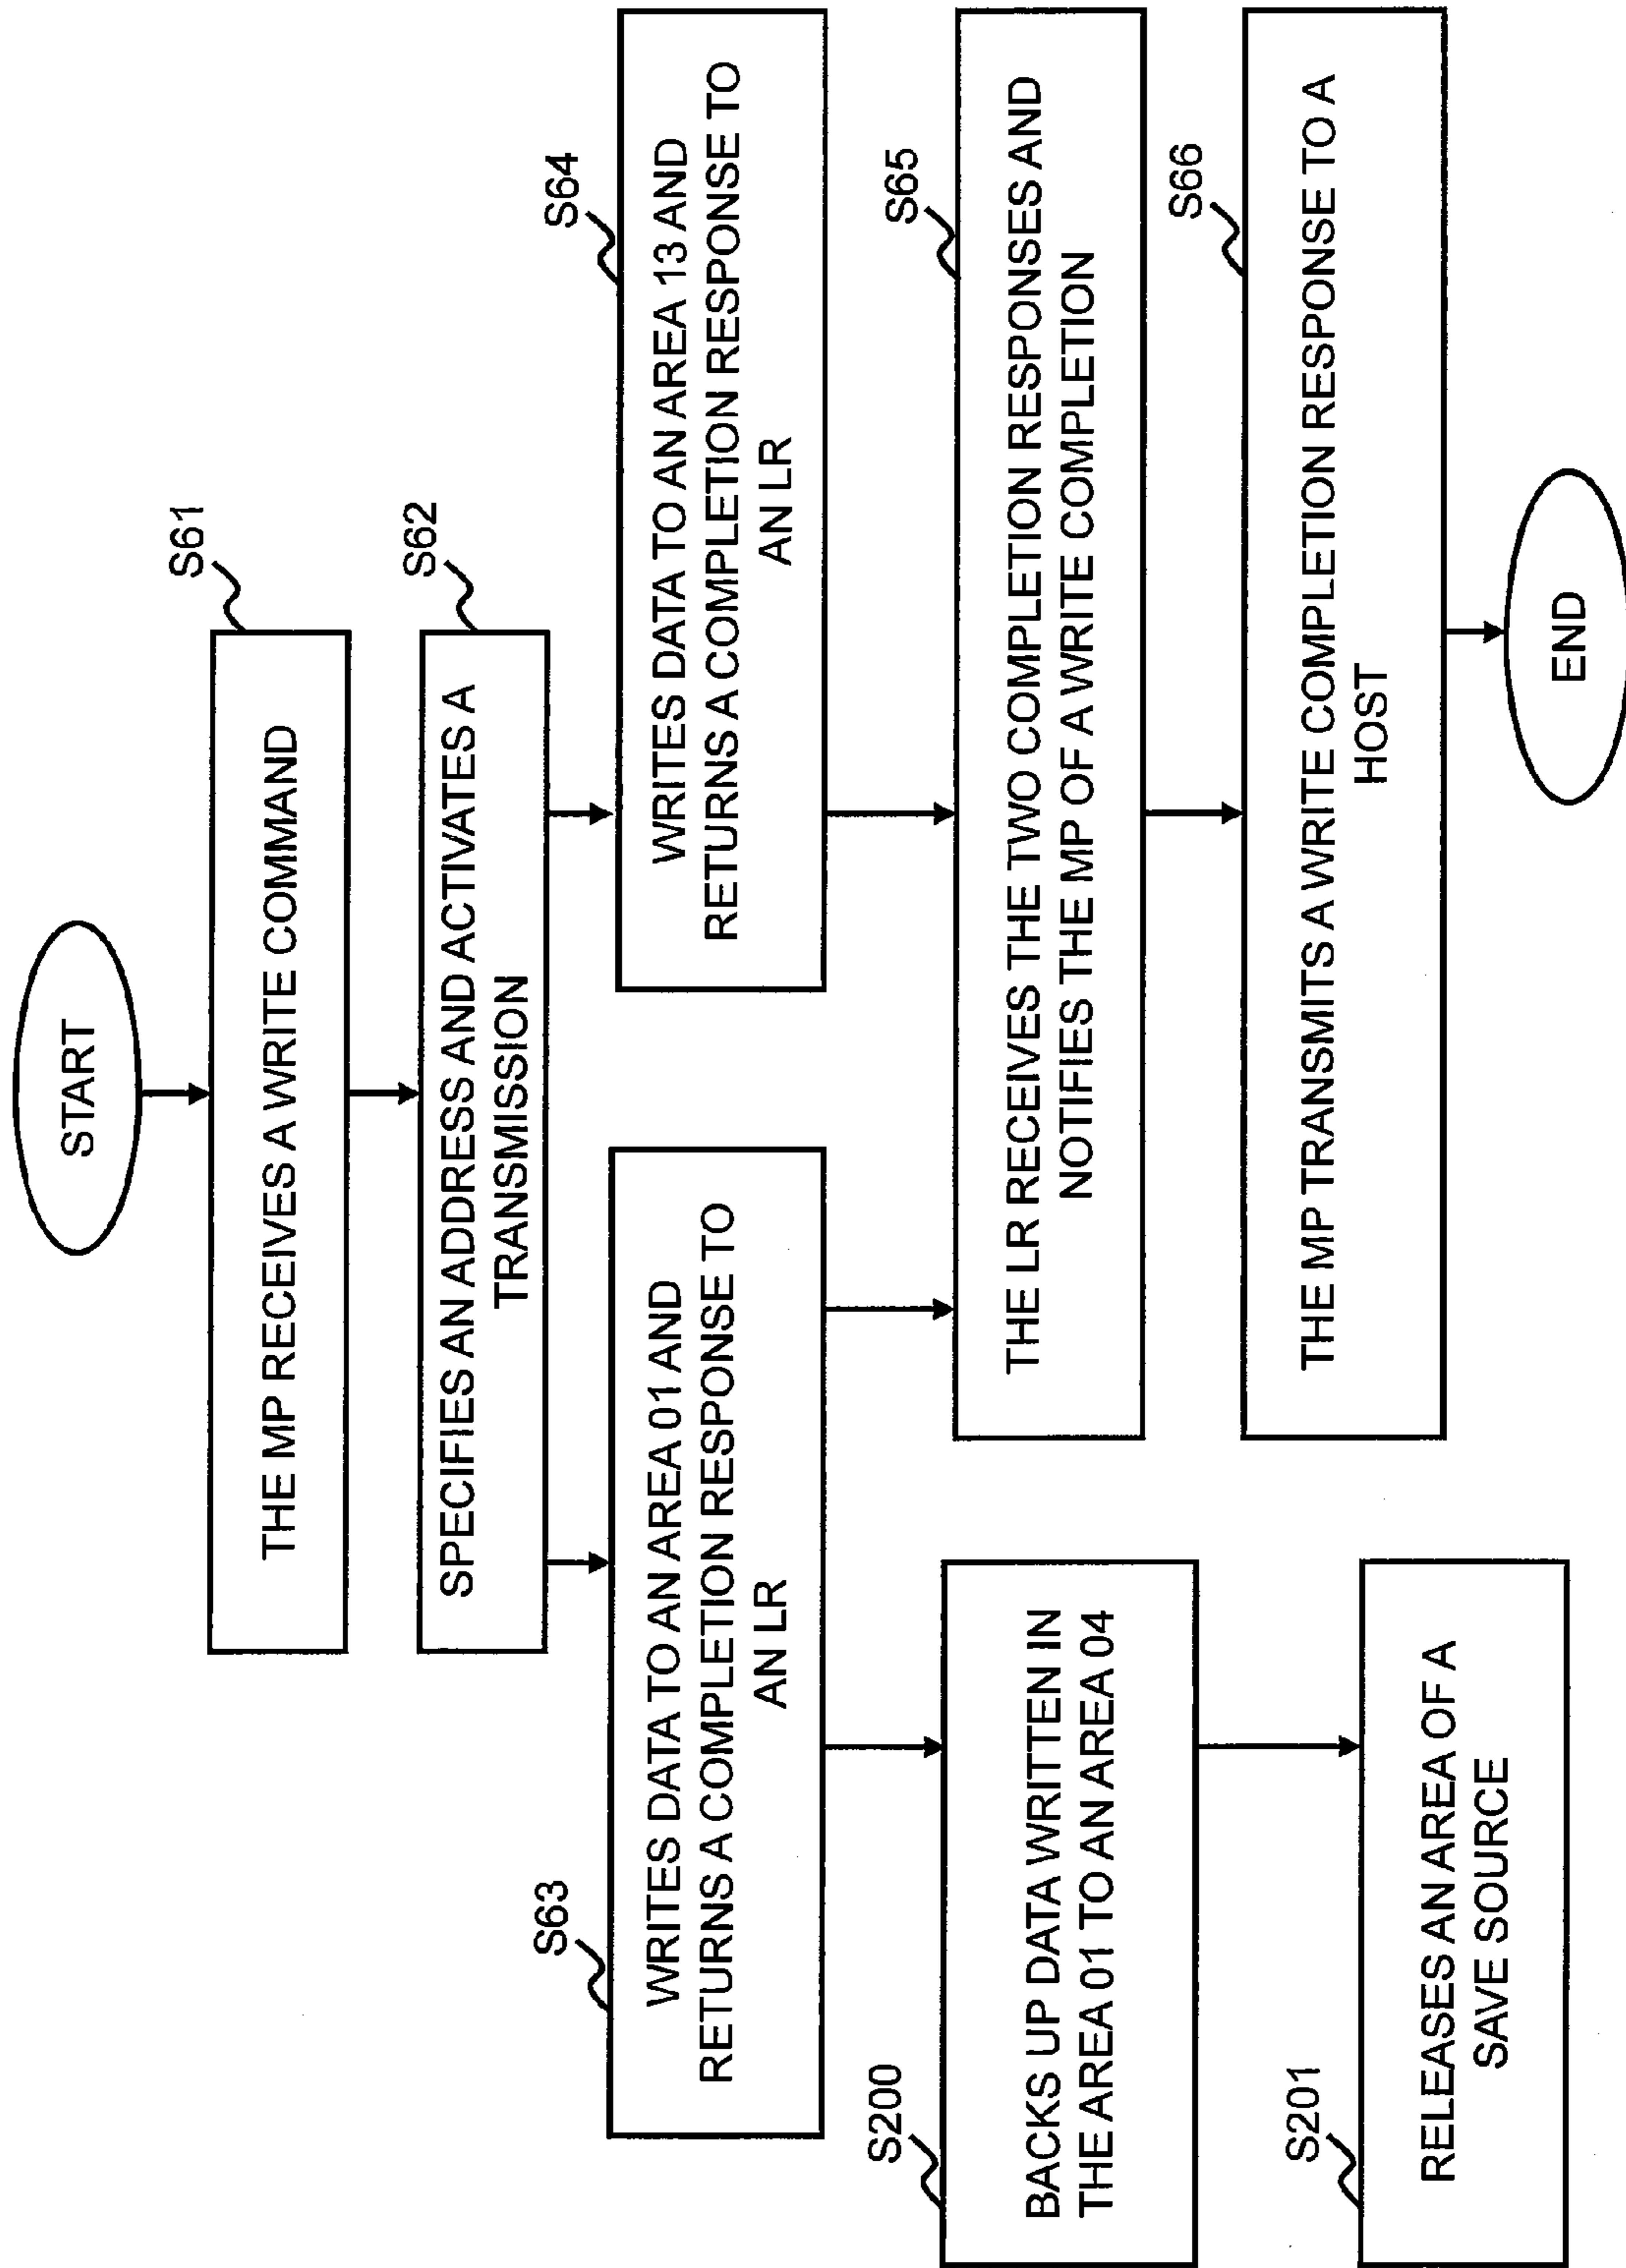 START
S61
THE MP RECEIVES A WRITE COMMAND
S62
SPECIFIES AN ADDRESS AND ACTIVATES A
TRANSMISSION
S63
WRITES DATA TO AN AREA 01 AND
RETURNS A COMPLETION RESPONSE TO
AN LR
S64
WRITES DATA TO AN AREA 13 AND
RETURNS A COMPLETION RESPONSE TO
AN LR
S200
BACKS UP DATA WRITTEN IN
THE AREA 01 TO AN AREA 04
S65
THE LR RECEIVES THE TWO COMPLETION RESPONSES AND
NOTIFIES THE MP OF A WRITE COMPLETION
S201
RELEASES AN AREA OF A
SAVE SOURCE
S66
THE MP TRANSMITS A WRITE COMPLETION RESPONSE TO A
HOST
END